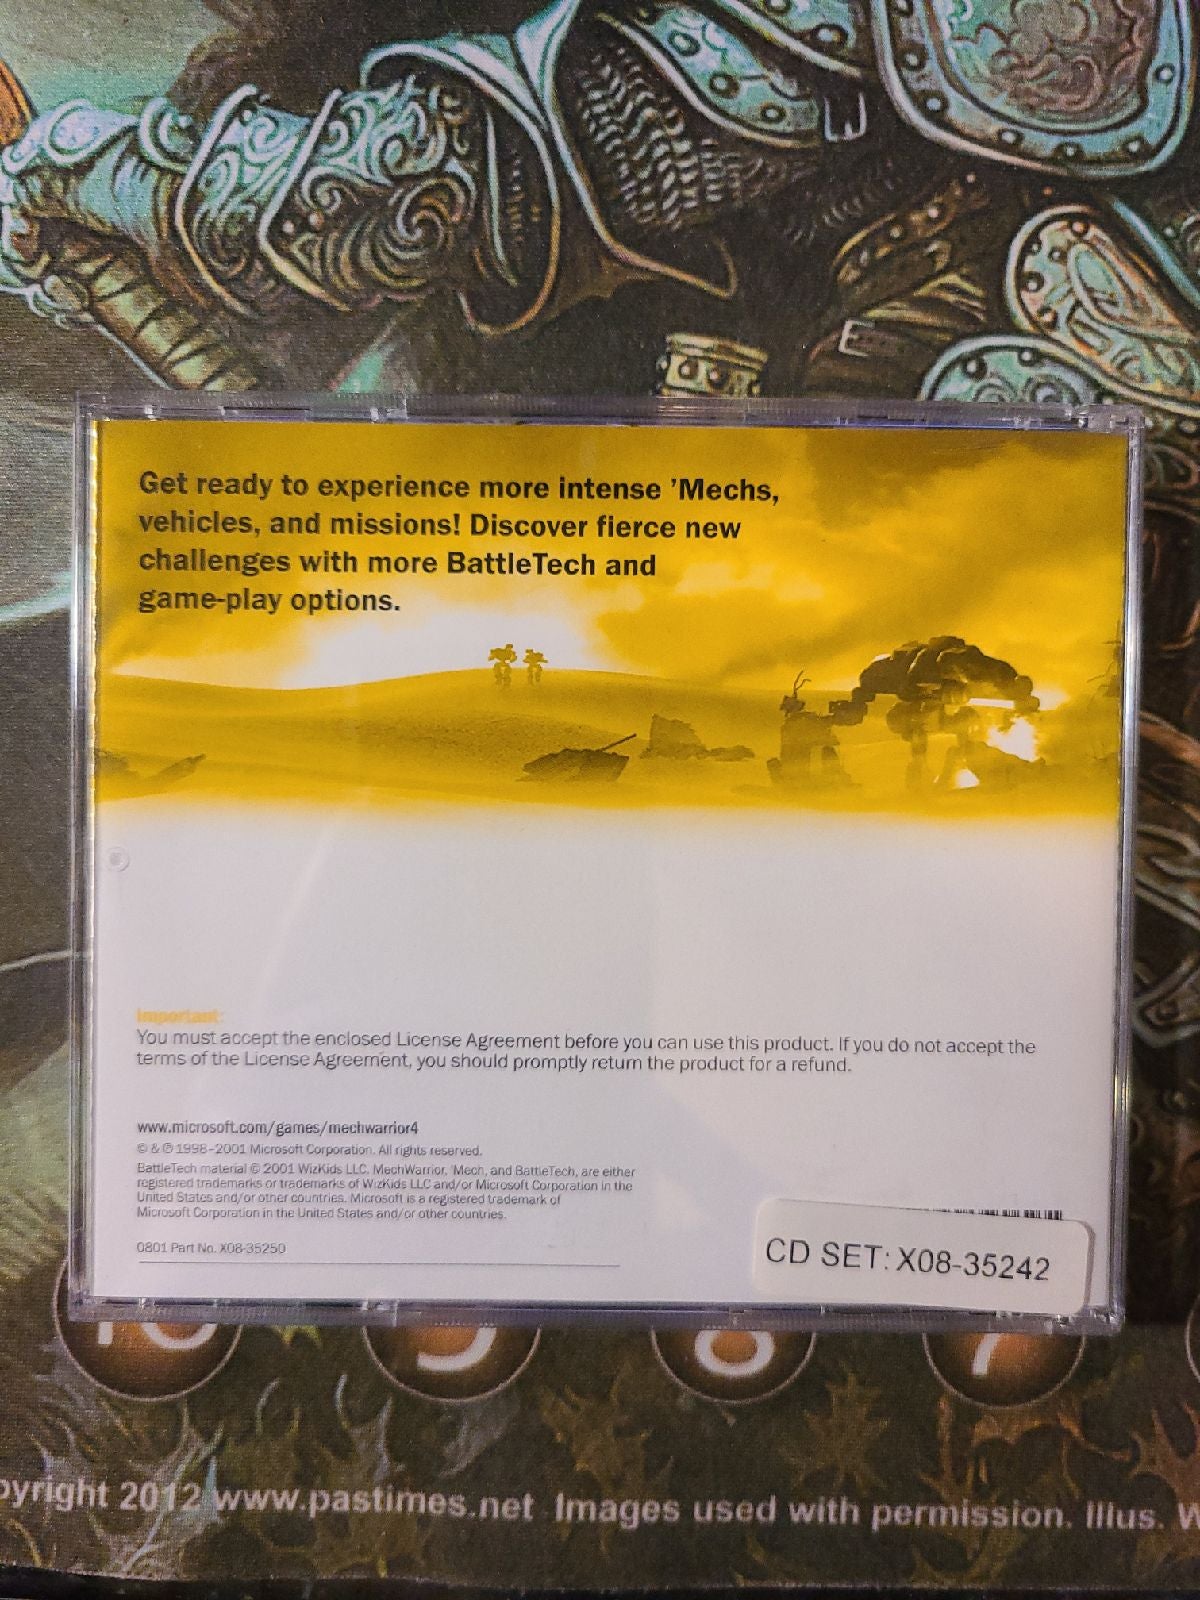 Get ready to experience more intense 'Mechs,
vehicles, and missions! Discover fierce new
challenges with more BattleTech and
game-play options.
Important:
You must accept the enclosed License Agreement before you can use this product. If you do not accept the
terms of the License Agreement, you should promptly return the product for a refund.
www.microsoft.com/games/mechwarrior4
© & ℗ 1998–2001 Microsoft Corporation. All rights reserved.
BattleTech material © 2001 WizKids LLC. MechWarrior, 'Mech, and BattleTech, are either
registered trademarks or trademarks of WizKids LLC and/or Microsoft Corporation in the
United States and/or other countries. Microsoft is a registered trademark of
Microsoft Corporation in the United States and/or other countries.
0801 Part No. X08-35250
CD SET: X08-35242
10 9 8 7
pyright 2012 www.pastimes.net Images used with permission. Illus. W